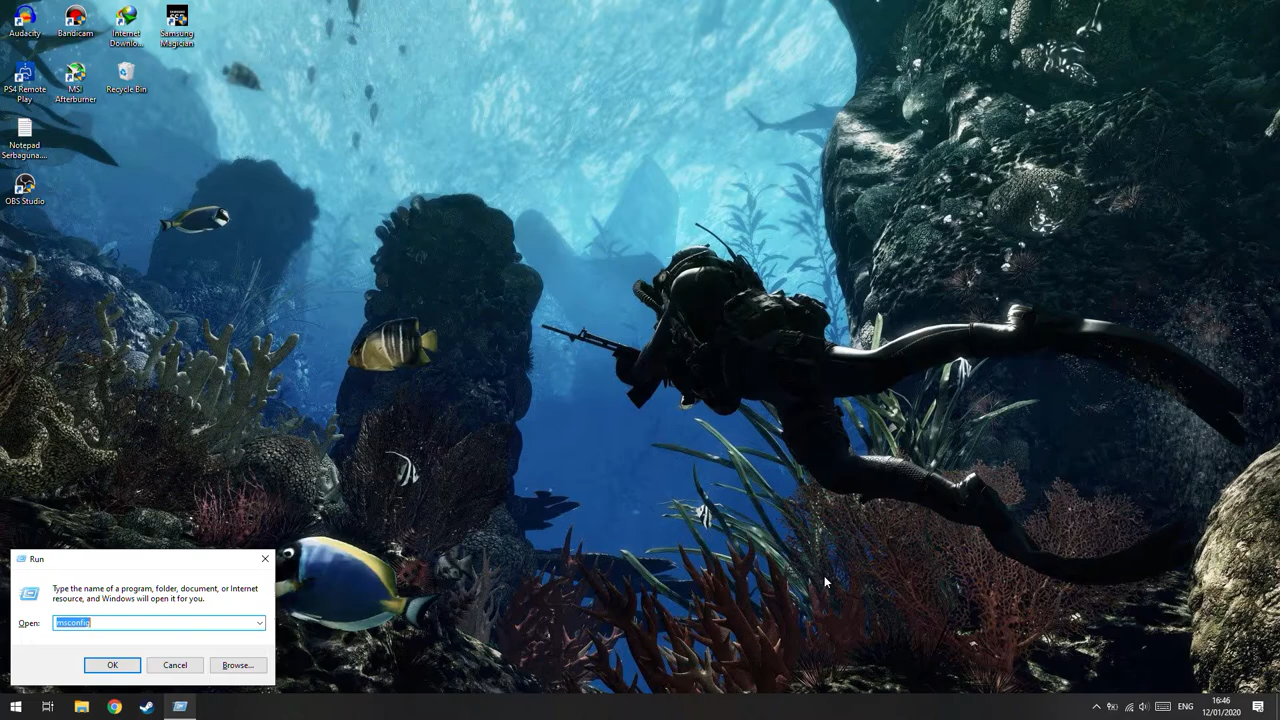 Audacity
Bandicam
Internet
Downlo...
Samsung
Magician
PS4 Remote
Play
MSI
Afterburner
Recycle Bin
Notepad
Serbaguna....
OBS Studio
Run
Type the name of a program, folder, document, or Internet
resource, and Windows will open it for you.
Open:
msconfig
OK
Cancel
Browse...
ENG
16:46
12/01/2020